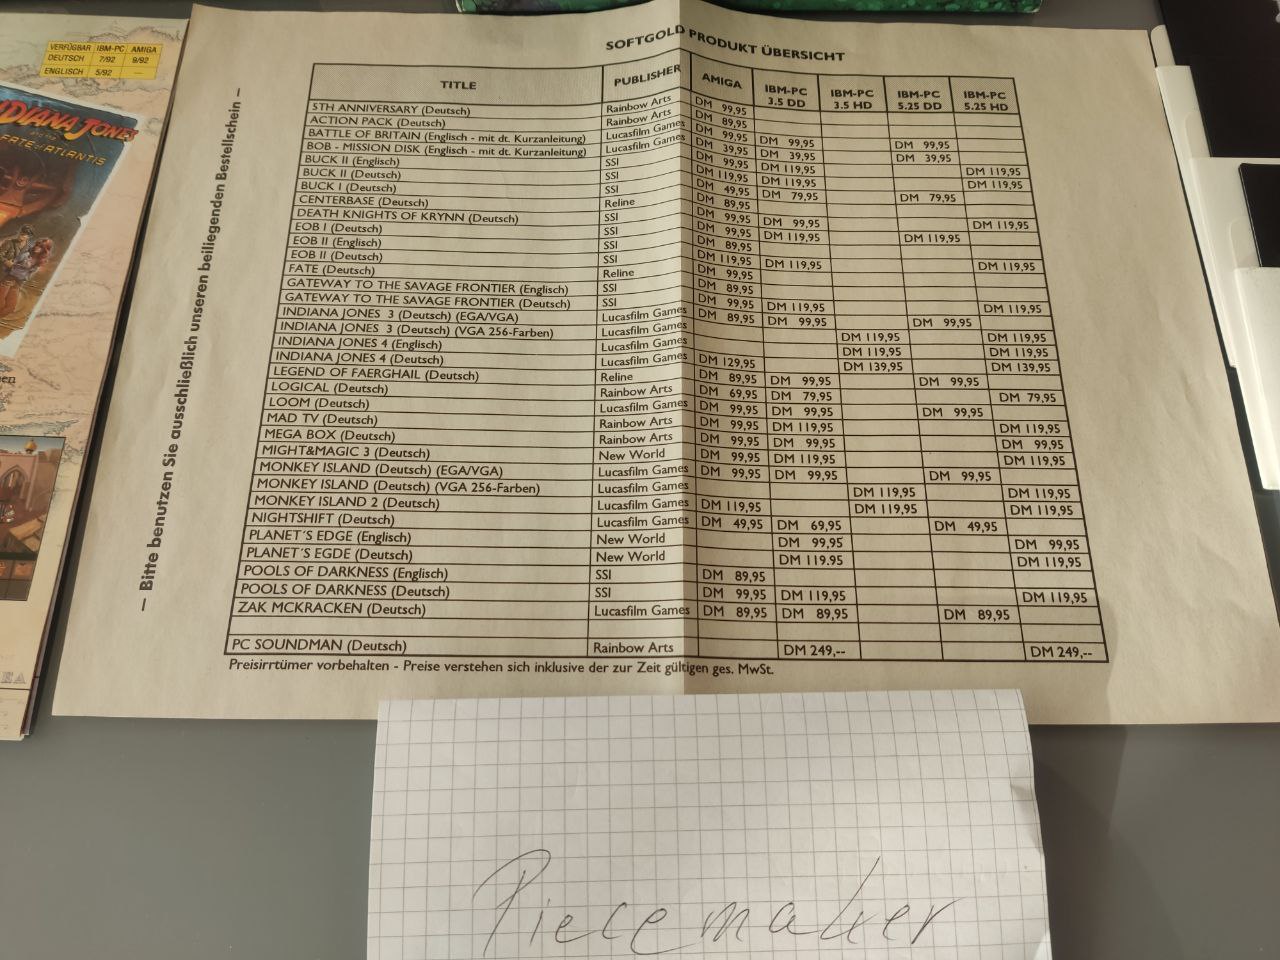 VERFÜGBAR IBM-PC AMIGA
DEUTSCH 7/92 9/92
ENGLISCH 5/92 —
INDIANA JONES
FATE OF ATLANTIS
— Bitte benutzen Sie ausschließlich unseren beiliegenden Bestellschein —
SOFTGOLD PRODUKT ÜBERSICHT
TITLE PUBLISHER AMIGA IBM-PC 3.5 DD IBM-PC 3.5 HD IBM-PC 5.25 DD IBM-PC 5.25 HD
5TH ANNIVERSARY (Deutsch) Rainbow Arts DM 99,95
ACTION PACK (Deutsch) Rainbow Arts DM 89,95
BATTLE OF BRITAIN (Englisch - mit dt. Kurzanleitung) Lucasfilm Games DM 99,95 DM 99,95 DM 99,95
BOB - MISSION DISK (Englisch - mit dt. Kurzanleitung) Lucasfilm Games DM 39,95 DM 39,95 DM 39,95
BUCK II (Englisch) SSI DM 99,95 DM 119,95 DM 119,95
BUCK II (Deutsch) SSI DM 119,95 DM 119,95 DM 119,95
BUCK I (Deutsch) SSI DM 49,95 DM 79,95 DM 79,95
CENTERBASE (Deutsch) Reline DM 89,95
DEATH KNIGHTS OF KRYNN (Deutsch) SSI DM 99,95 DM 99,95 DM 119,95
EOB I (Deutsch) SSI DM 99,95 DM 119,95 DM 119,95
EOB II (Englisch) SSI DM 89,95
EOB II (Deutsch) SSI DM 119,95 DM 119,95 DM 119,95
FATE (Deutsch) Reline DM 99,95
GATEWAY TO THE SAVAGE FRONTIER (Englisch) SSI DM 89,95
GATEWAY TO THE SAVAGE FRONTIER (Deutsch) SSI DM 99,95 DM 119,95 DM 119,95
INDIANA JONES 3 (Deutsch) (EGA/VGA) Lucasfilm Games DM 89,95 DM 99,95 DM 99,95
INDIANA JONES 3 (Deutsch) (VGA 256-Farben) Lucasfilm Games DM 119,95 DM 119,95
INDIANA JONES 4 (Englisch) Lucasfilm Games DM 119,95 DM 119,95
INDIANA JONES 4 (Deutsch) Lucasfilm Games DM 129,95 DM 139,95 DM 139,95
LEGEND OF FAERGHAIL (Deutsch) Reline DM 89,95 DM 99,95 DM 99,95
LOGICAL (Deutsch) Rainbow Arts DM 69,95 DM 79,95 DM 79,95
LOOM (Deutsch) Lucasfilm Games DM 99,95 DM 99,95 DM 99,95
MAD TV (Deutsch) Rainbow Arts DM 99,95 DM 119,95 DM 119,95
MEGA BOX (Deutsch) Rainbow Arts DM 99,95 DM 99,95 DM 99,95
MIGHT&MAGIC 3 (Deutsch) New World DM 99,95 DM 119,95 DM 119,95
MONKEY ISLAND (Deutsch) (EGA/VGA) Lucasfilm Games DM 99,95 DM 99,95 DM 99,95
MONKEY ISLAND (Deutsch) (VGA 256-Farben) Lucasfilm Games DM 119,95 DM 119,95
MONKEY ISLAND 2 (Deutsch) Lucasfilm Games DM 119,95 DM 119,95 DM 119,95
NIGHTSHIFT (Deutsch) Lucasfilm Games DM 49,95 DM 69,95 DM 49,95
PLANET´S EDGE (Englisch) New World DM 99,95 DM 99,95
PLANET´S EGDE (Deutsch) New World DM 119,95 DM 119,95
POOLS OF DARKNESS (Englisch) SSI DM 89,95
POOLS OF DARKNESS (Deutsch) SSI DM 99,95 DM 119,95 DM 119,95
ZAK MCKRACKEN (Deutsch) Lucasfilm Games DM 89,95 DM 89,95 DM 89,95
PC SOUNDMAN (Deutsch) Rainbow Arts DM 249,-- DM 249,--
Preisirrtümer vorbehalten - Preise verstehen sich inklusive der zur Zeit gültigen ges. MwSt.
Piecemaker